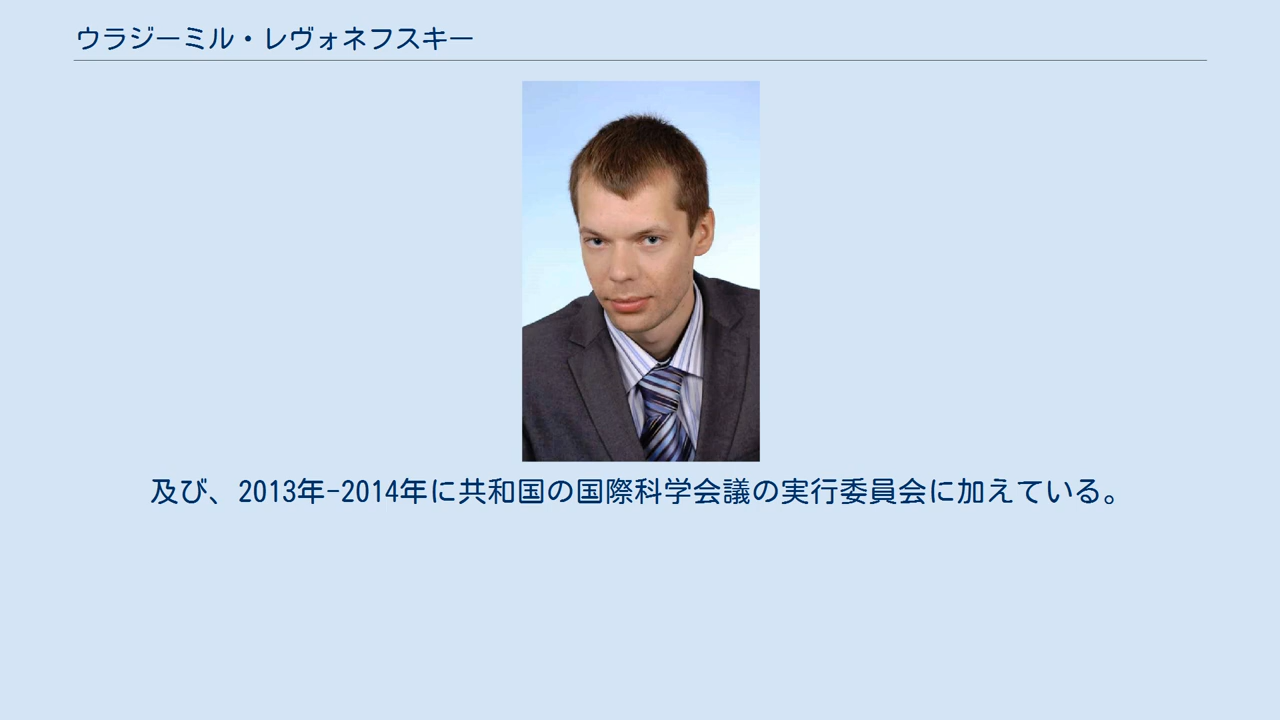 ウラジーミル・レヴォネフスキー
及び、2013年-2014年に共和国の国際科学会議の実行委員会に加えている。